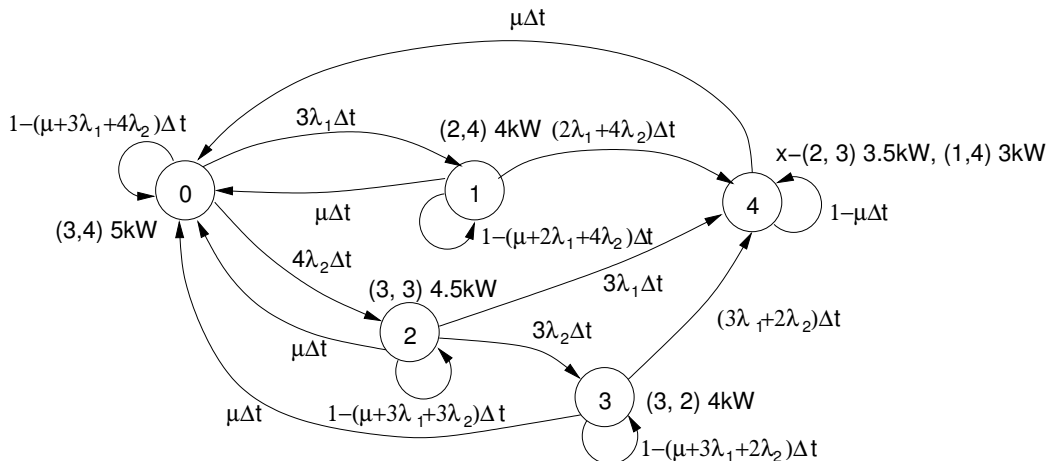 μΔt
1−(μ+3λ₁+4λ₂)Δt
3λ₁Δt
(2,4) 4kW
(2λ₁+4λ₂)Δt
x−(2, 3) 3.5kW, (1,4) 3kW
0
1
4
μΔt
1−μΔt
(3,4) 5kW
1−(μ+2λ₁+4λ₂)Δt
4λ₂Δt
(3, 3) 4.5kW
3λ₁Δt
2
3λ₂Δt
(3λ₁+2λ₂)Δt
μΔt
3
(3, 2) 4kW
1−(μ+3λ₁+3λ₂)Δt
μΔt
1−(μ+3λ₁+2λ₂)Δt